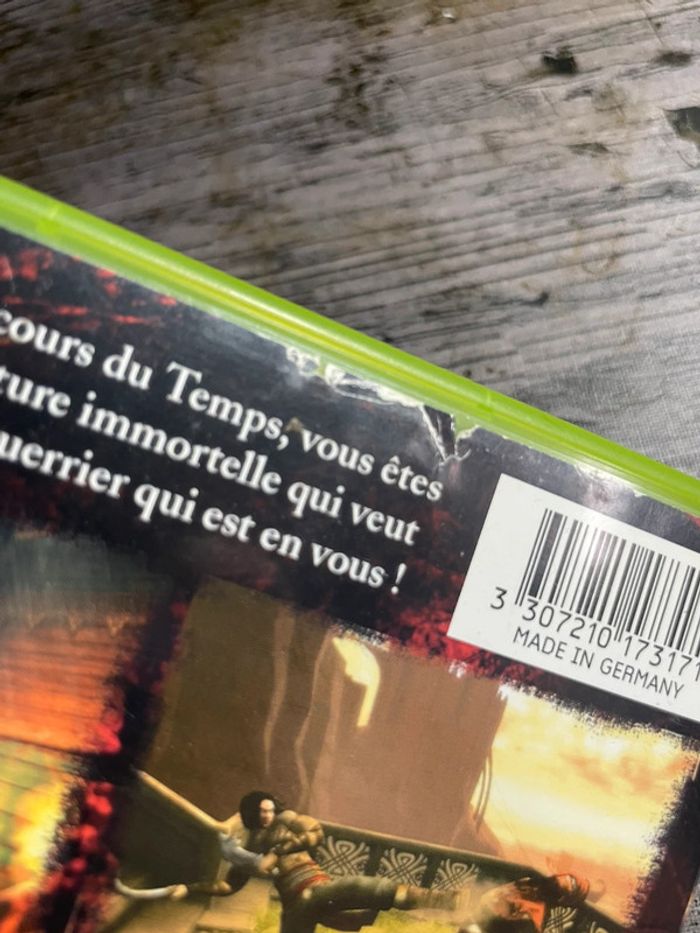 cours du Temps, vous êtes
ture immortelle qui veut
uerrier qui est en vous !
3 307210 173171
MADE IN GERMANY